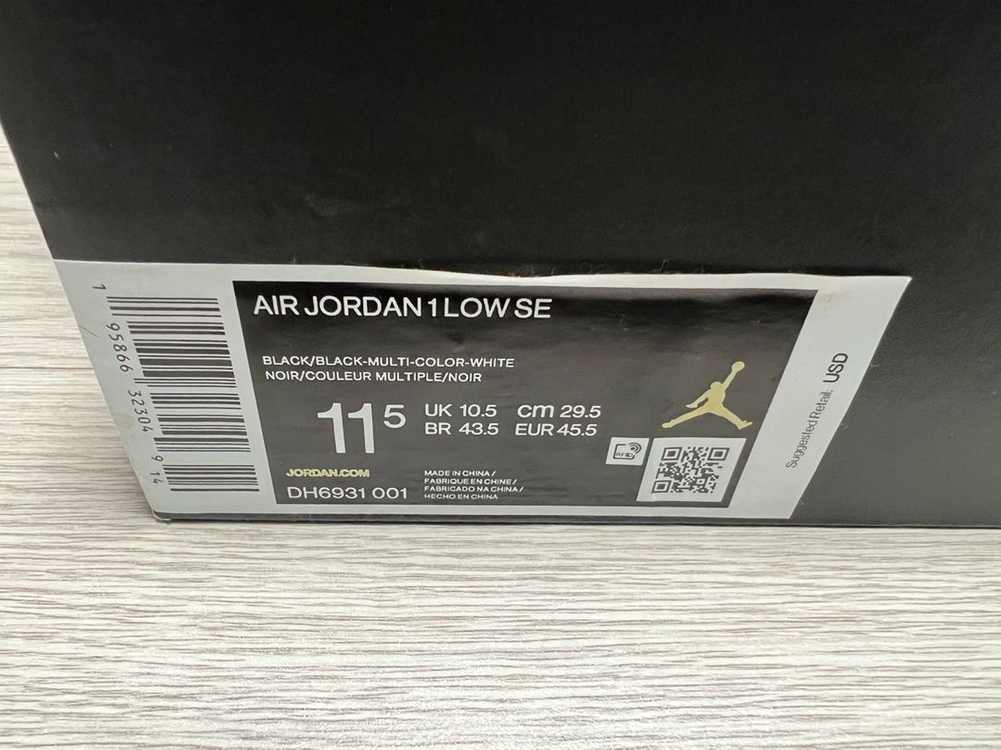 1 95866 32304 9 14
AIR JORDAN 1 LOW SE
BLACK/BLACK-MULTI-COLOR-WHITE
NOIR/COULEUR MULTIPLE/NOIR
11 5
UK 10.5 cm 29.5
BR 43.5 EUR 45.5
JORDAN.COM
DH6931 001
MADE IN CHINA /
FABRIQUE EN CHINE /
FABRICADO NA CHINA /
HECHO EN CHINA
Suggested Retail: USD